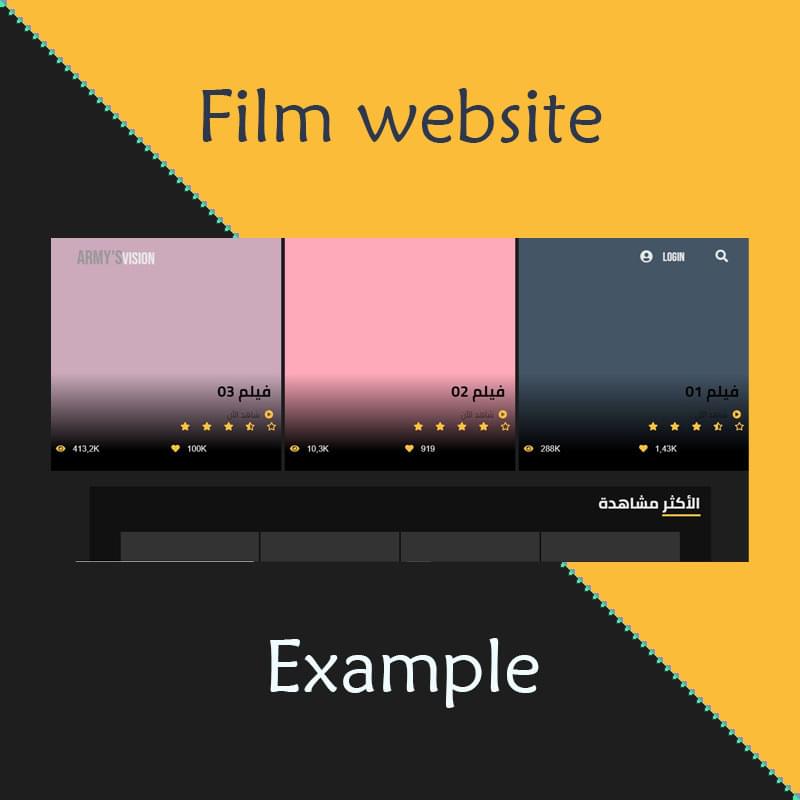 Film website
ARMY'SVISION
LOGIN
فيلم 01
شاهد الآن
288K
1,43K
فيلم 02
شاهد الآن
10,3K
919
فيلم 03
شاهد الآن
413,2K
100K
الأكثر مشاهدة
Example